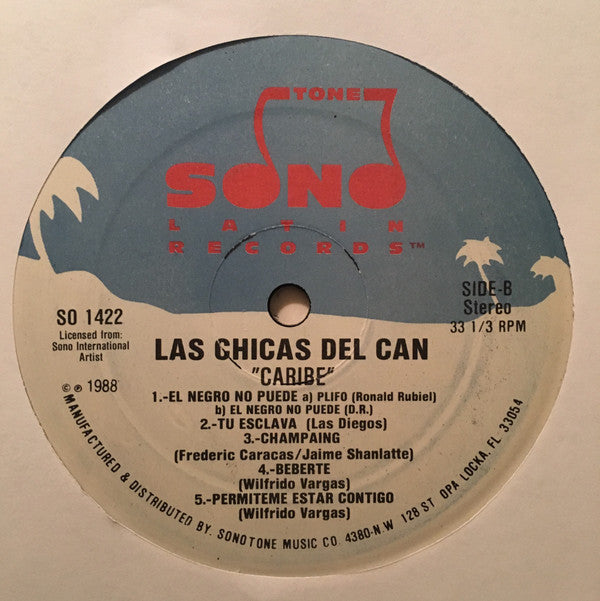 TONE
SONO
LATIN
RECORDS™
SO 1422
Licensed from:
Sono International
Artist
© ℗ 1988
SIDE-B
Stereo
33 1/3 RPM
LAS CHICAS DEL CAN
"CARIBE"
1.-EL NEGRO NO PUEDE a) PLIFO (Ronald Rubiel)
b) EL NEGRO NO PUEDE (D.R.)
2.-TU ESCLAVA (Las Diegos)
3.-CHAMPAING
(Frederic Caracas/Jaime Shanlatte)
4.-BEBERTE
(Wilfrido Vargas)
5.-PERMITEME ESTAR CONTIGO
(Wilfrido Vargas)
MANUFACTURED & DISTRIBUTED BY. SONOTONE MUSIC CO. 4380-N.W 128 ST OPA LOCKA, FL 33054